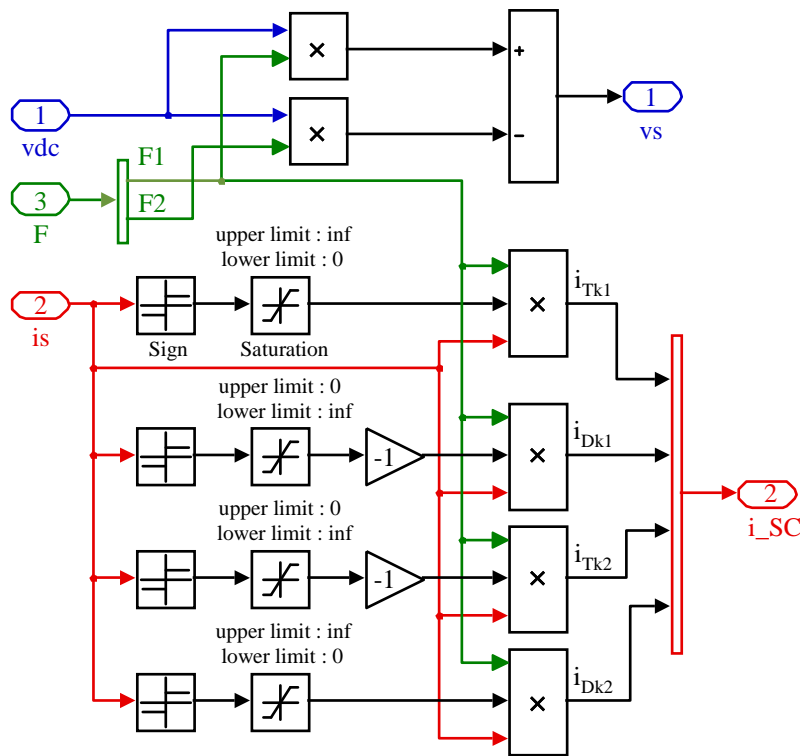 ×
+
1
1
vdc
×
-
vs
F1
3
F2
F
upper limit : inf
lower limit : 0
2
×
i_Tk1
is
Sign
Saturation
upper limit : 0
lower limit : inf
-1
×
i_Dk1
2
i_SC
upper limit : 0
lower limit : inf
-1
×
i_Tk2
upper limit : inf
lower limit : 0
×
i_Dk2